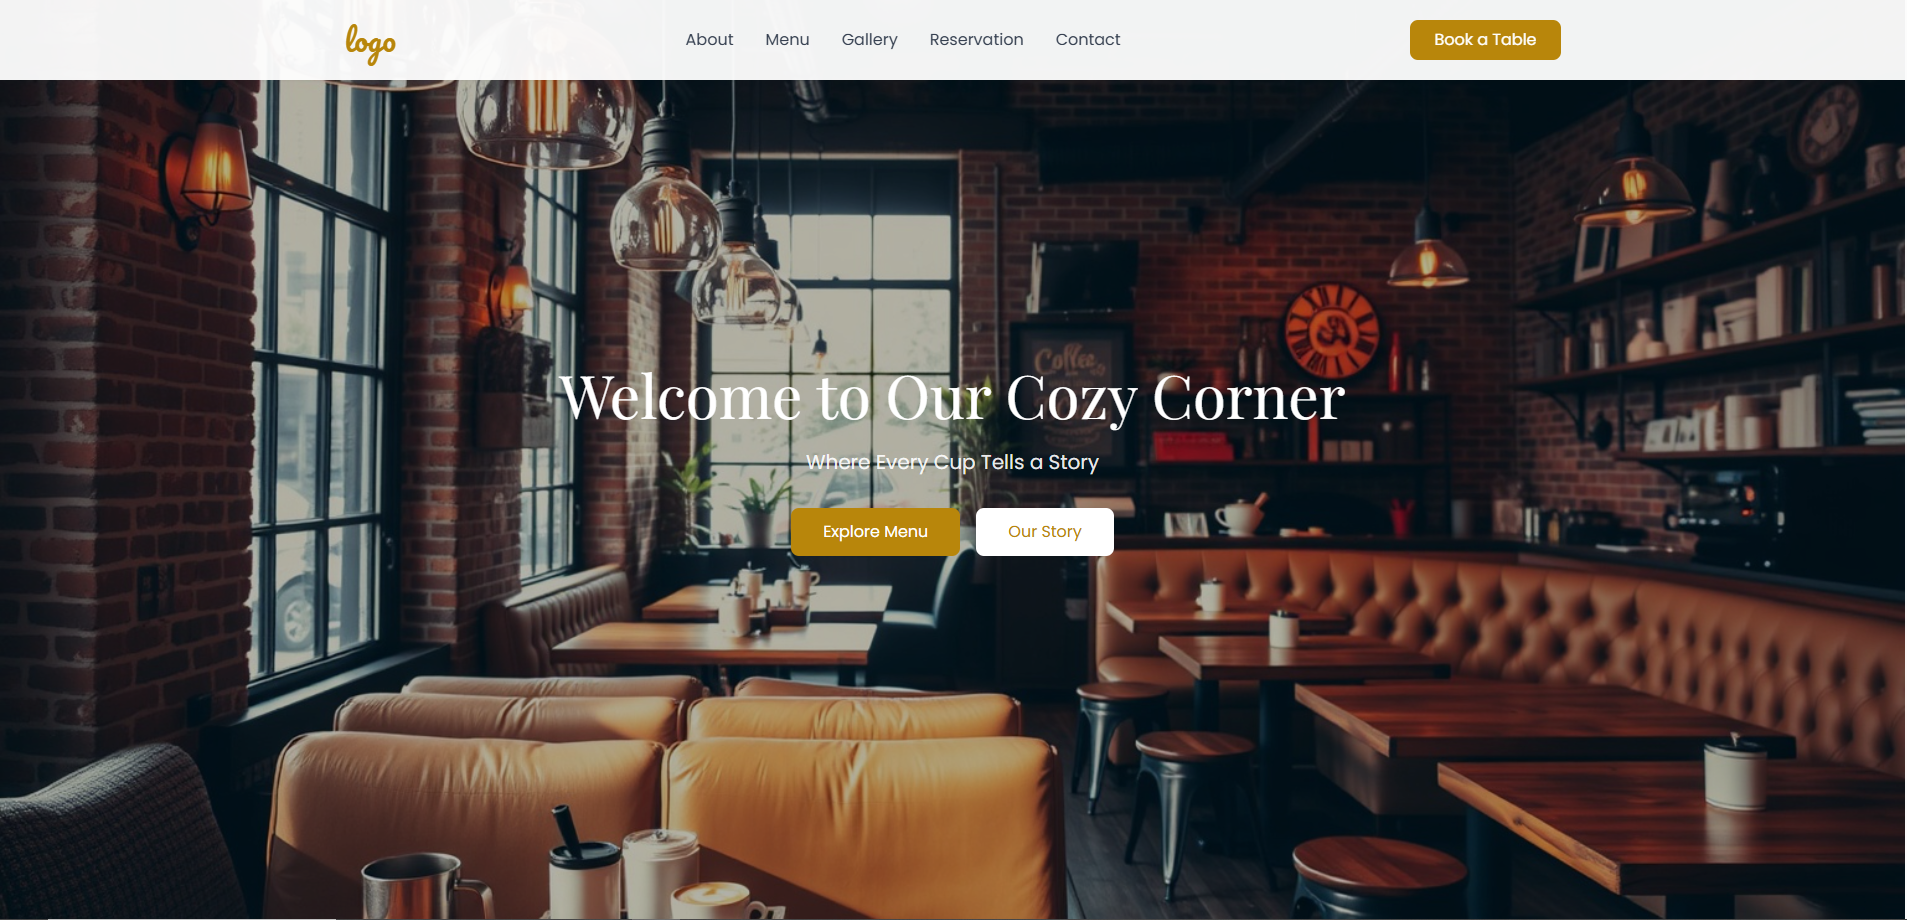 logo
About Menu Gallery Reservation Contact
Book a Table
Coffee
Welcome to Our Cozy Corner
Where Every Cup Tells a Story
Explore Menu
Our Story